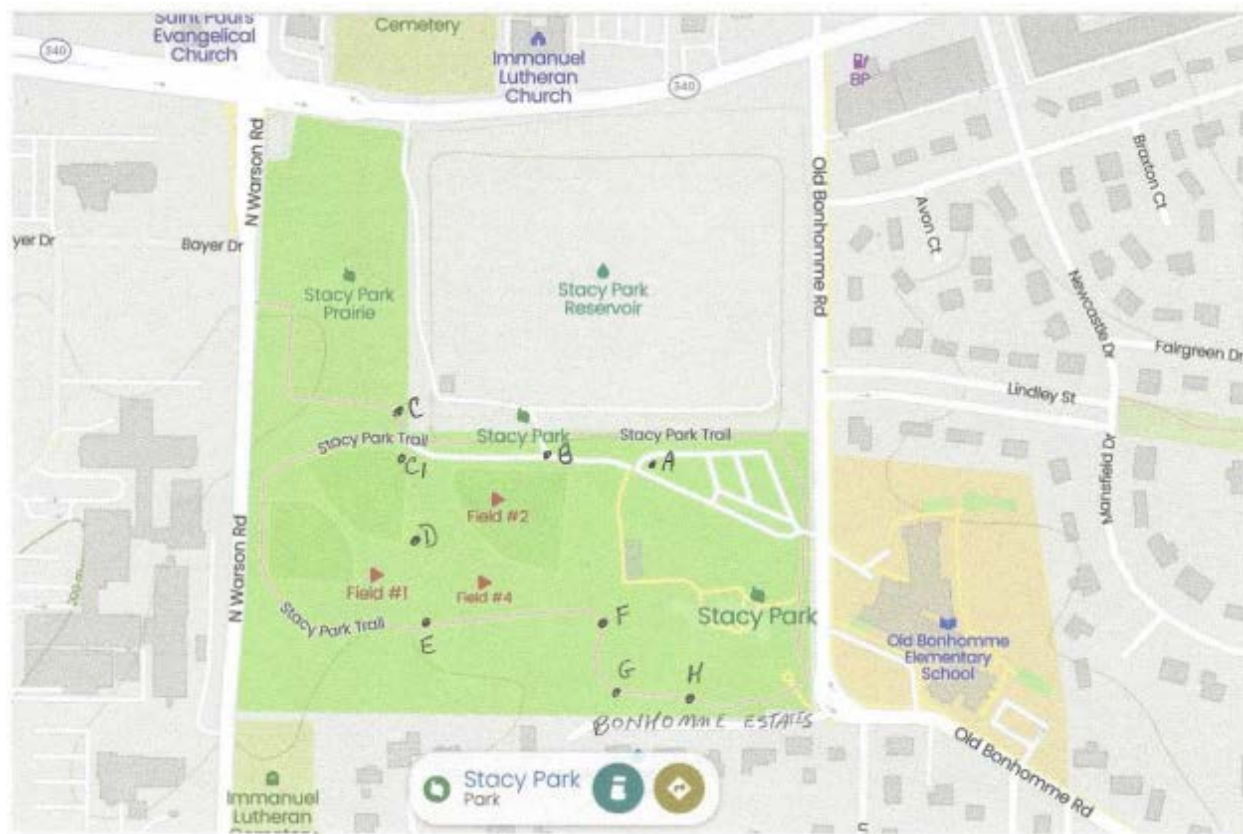 Saint Pauls
Evangelical
Church
340
Cemetery
Immanuel
Lutheran
Church
340
BP
N Warson Rd
Old Bonhomme Rd
Braxton Ct
Avon Ct
yer Dr
Bayer Dr
Stacy Park
Prairie
Stacy Park
Reservoir
Newcastle Dr
Fairgreen Dr
Lindley St
C
Stacy Park Trail
Stacy Park
Stacy Park Trail
B
A
C1
Mansfield Dr
Field #2
D
N Warson Rd
Field #1
Field #4
Stacy Park Trail
E
F
Stacy Park
Old Bonhomme
Elementary
School
G
H
BONHOMME ESTATES
Old Bonhomme Rd
Stacy Park
Park
Immanuel
Lutheran
Cemetery